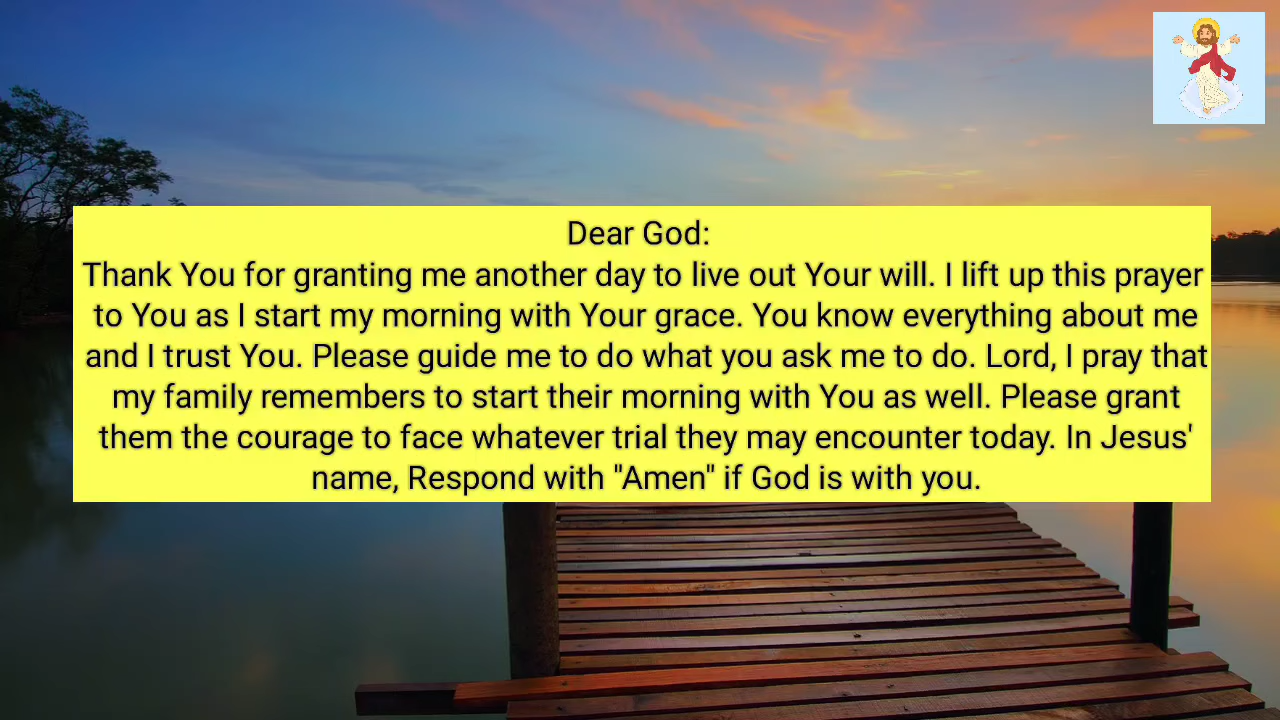 Dear God:
Thank You for granting me another day to live out Your will. I lift up this prayer
to You as I start my morning with Your grace. You know everything about me
and I trust You. Please guide me to do what you ask me to do. Lord, I pray that
my family remembers to start their morning with You as well. Please grant
them the courage to face whatever trial they may encounter today. In Jesus'
name, Respond with "Amen" if God is with you.